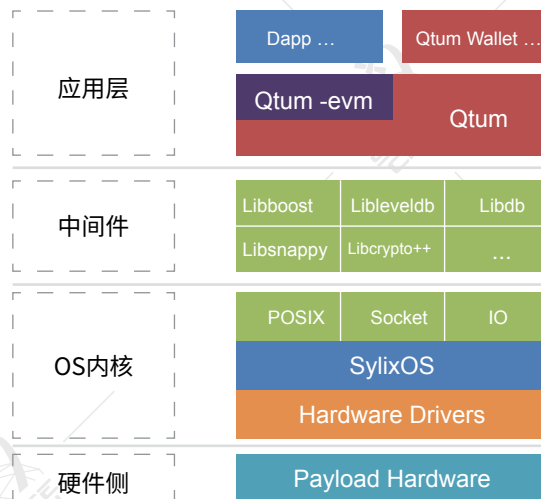 Dapp …
Qtum Wallet …
应用层
Qtum -evm
Qtum
Libboost
Libleveldb
Libdb
中间件
Libsnappy
Libcrypto++
…
POSIX
Socket
IO
OS内核
SylixOS
Hardware Drivers
硬件侧
Payload Hardware